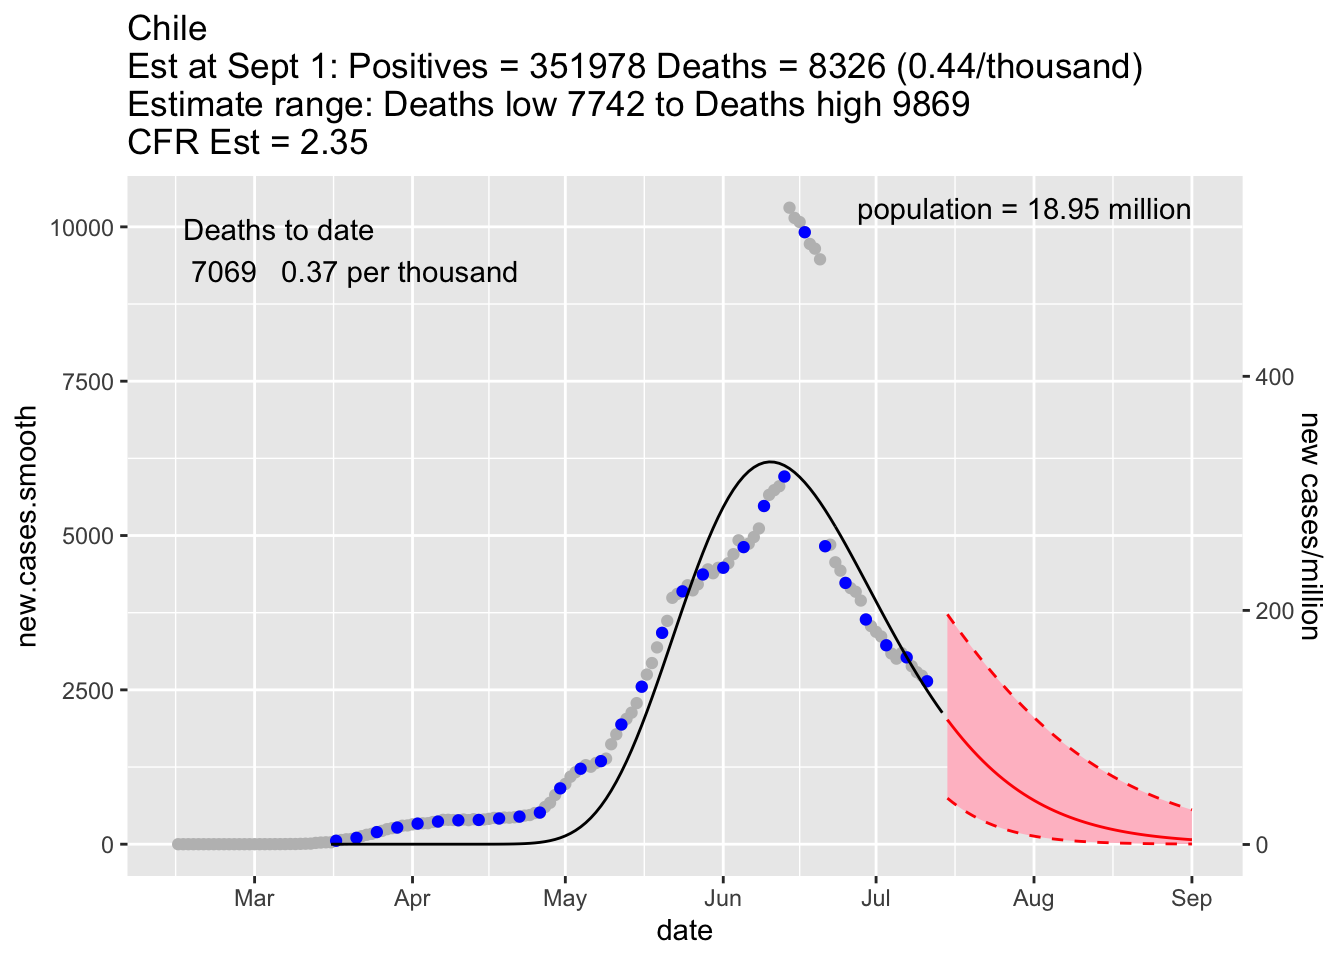 Chile
Est at Sept 1: Positives = 351978 Deaths = 8326 (0.44/thousand)
Estimate range: Deaths low 7742 to Deaths high 9869
CFR Est = 2.35
Deaths to date
7069 0.37 per thousand
population = 18.95 million
new.cases.smooth
10000
7500
5000
2500
0
400
200
0
new cases/million
Mar Apr May Jun Jul Aug Sep
date